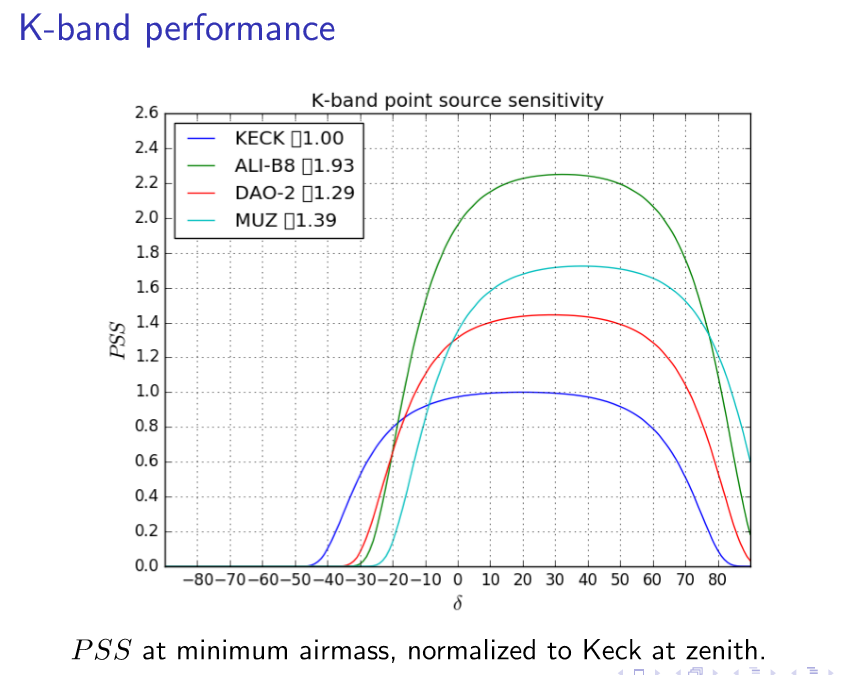 K-band performance
K-band point source sensitivity
2.6
2.4
2.2
2.0
1.8
1.6
1.4
1.2
1.0
0.8
0.6
0.4
0.2
0.0
KECK 1.00
ALI-B8 1.93
DAO-2 1.29
MUZ 1.39
PSS
−80 −70 −60 −50 −40 −30 −20 −10 0 10 20 30 40 50 60 70 80
δ
PSS at minimum airmass, normalized to Keck at zenith.